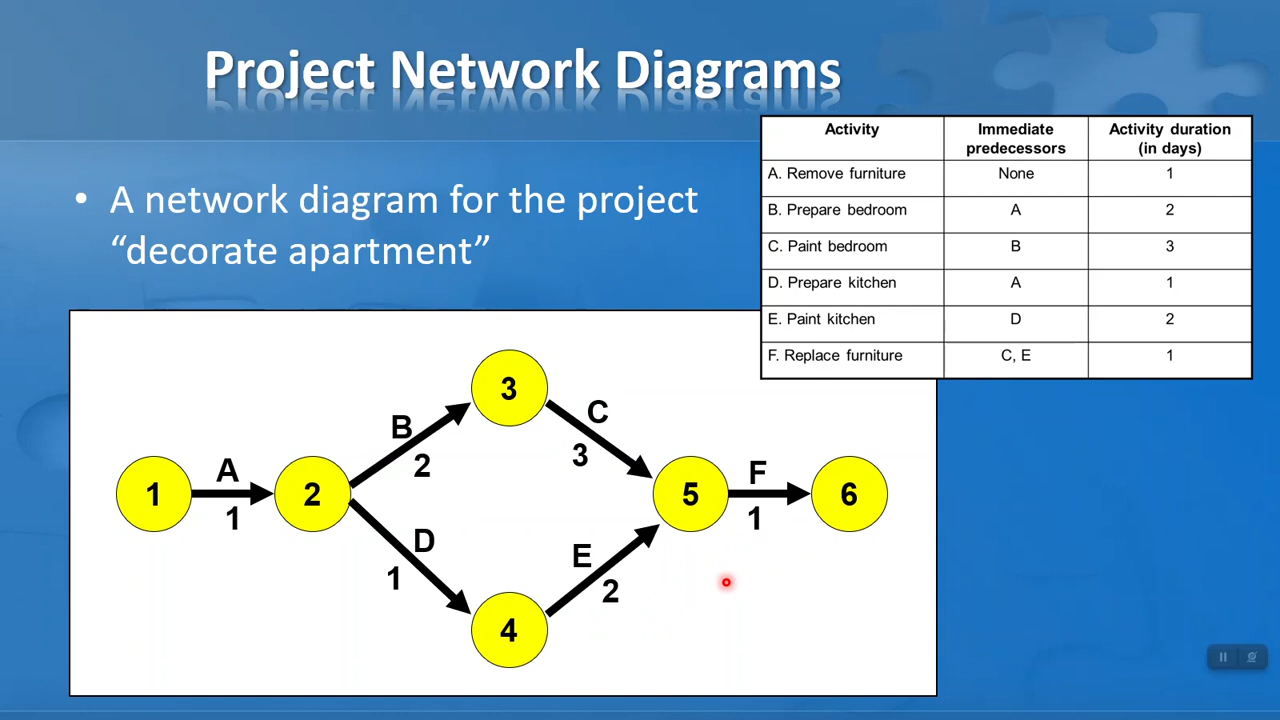 Project Network Diagrams
• A network diagram for the project
“decorate apartment”
Activity Immediate predecessors Activity duration (in days)
A. Remove furniture None 1
B. Prepare bedroom A 2
C. Paint bedroom B 3
D. Prepare kitchen A 1
E. Paint kitchen D 2
F. Replace furniture C, E 1
3
B
2
C
3
1
A
1
2
5
F
1
6
D
1
E
2
4